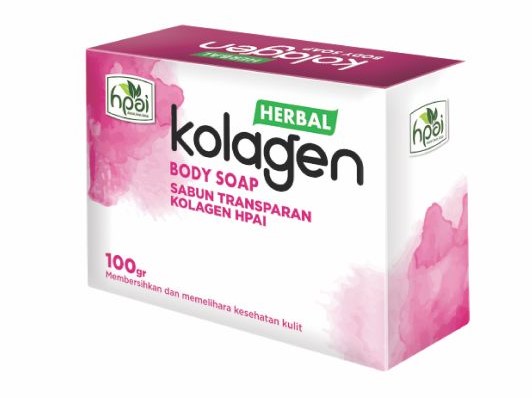 kolagen
HERBAL
BODY SOAP
hpai
HERBAL
kolagen
BODY SOAP
SABUN TRANSPARAN
KOLAGEN HPAI
100gr
Membersihkan dan memelihara kesehatan kulit
hpai